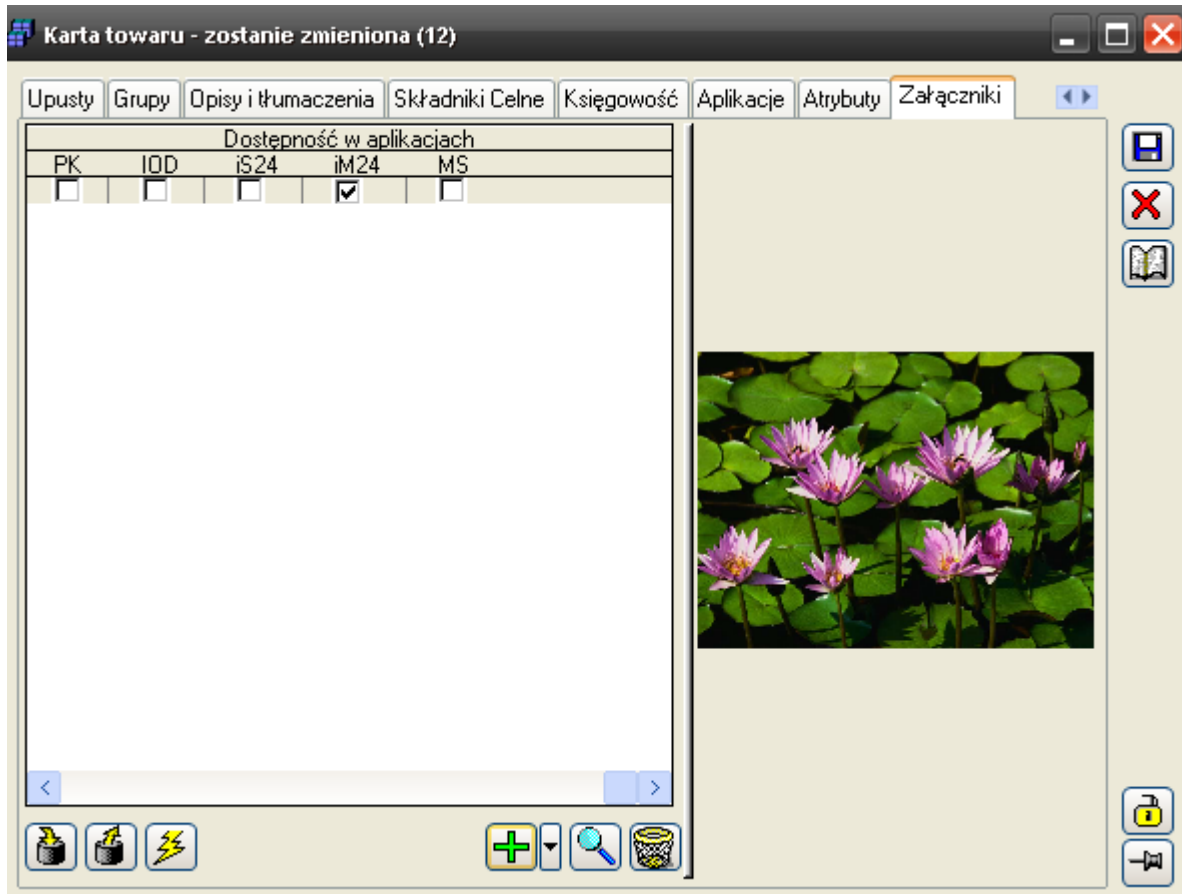 Karta towaru - zostanie zmieniona (12)
Upusty Grupy Opisy i tłumaczenia Składniki Celne Księgowość Aplikacje Atrybuty Załączniki
Dostępność w aplikacjach
PK IOD iS24 iM24 MS